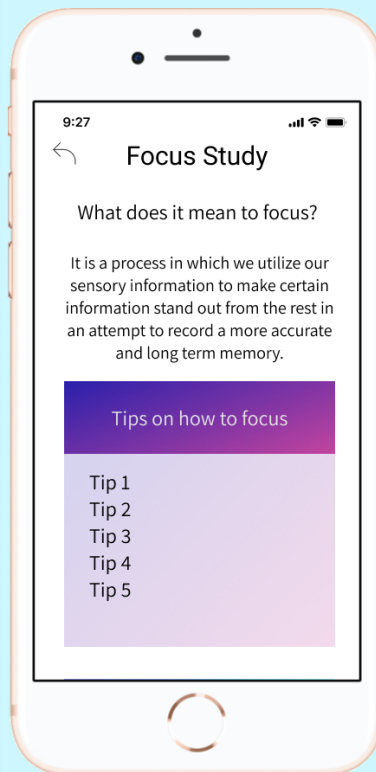 9:27
Focus Study
What does it mean to focus?
It is a process in which we utilize our
sensory information to make certain
information stand out from the rest in
an attempt to record a more accurate
and long term memory.
Tips on how to focus
Tip 1
Tip 2
Tip 3
Tip 4
Tip 5